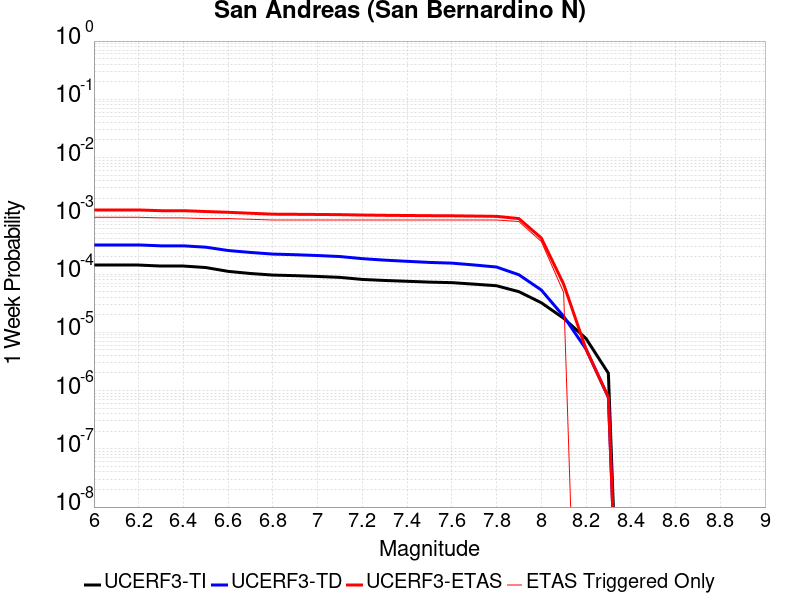 San Andreas (San Bernardino N)
10^0
10^-1
10^-2
10^-3
10^-4
10^-5
10^-6
10^-7
10^-8
1 Week Probability
6 6.2 6.4 6.6 6.8 7 7.2 7.4 7.6 7.8 8 8.2 8.4 8.6 8.8 9
Magnitude
UCERF3-TI UCERF3-TD UCERF3-ETAS ETAS Triggered Only